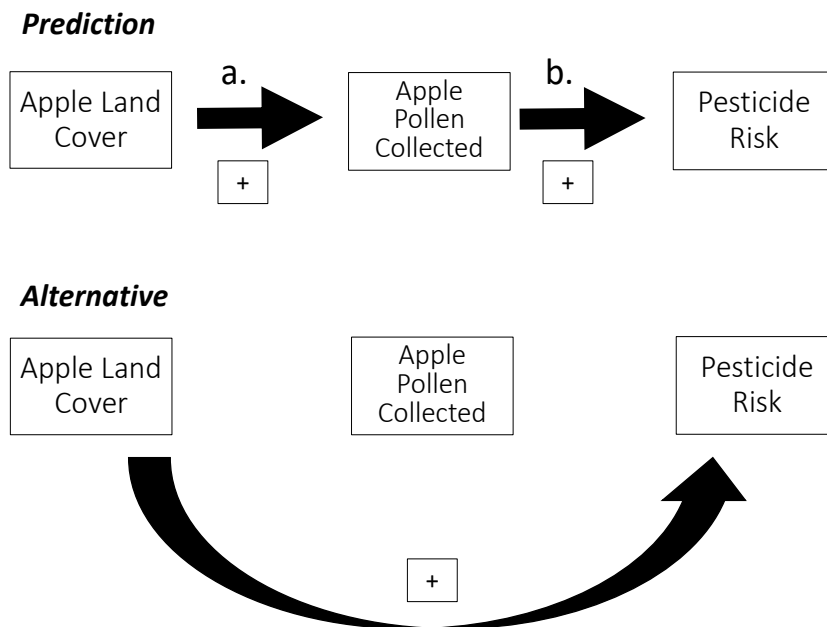 Prediction
a.
b.
Apple Land
Cover
Apple
Pollen
Collected
Pesticide
Risk
+
+
Alternative
Apple Land
Cover
Apple
Pollen
Collected
Pesticide
Risk
+